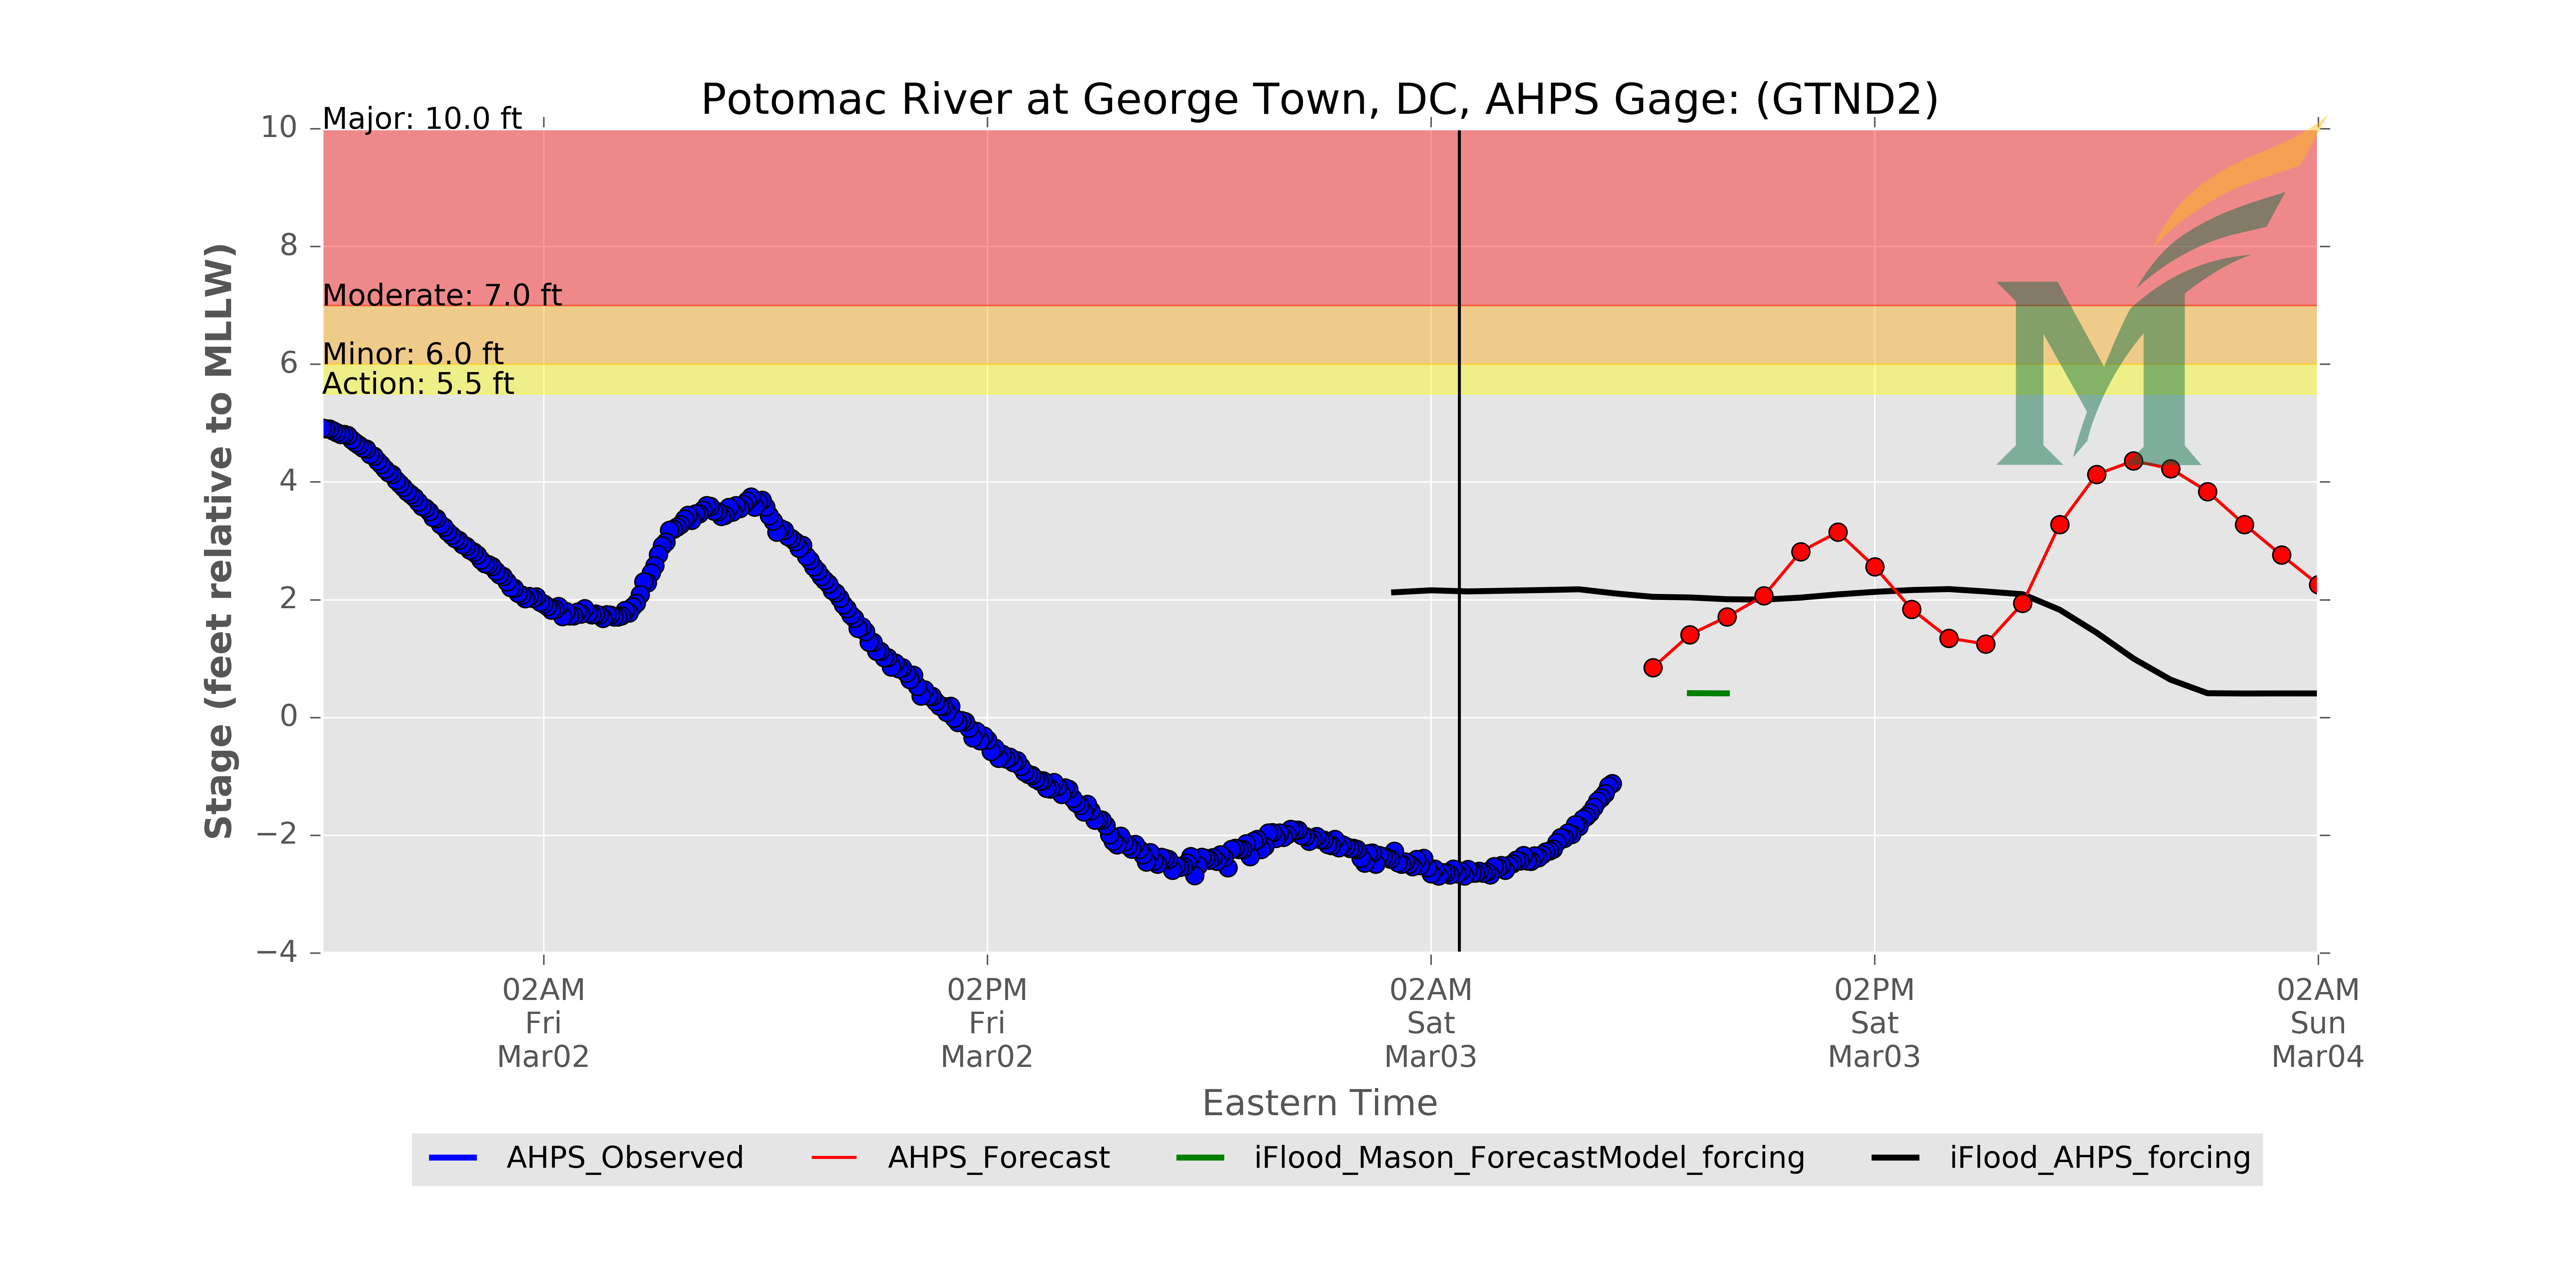 Potomac River at George Town, DC, AHPS Gage: (GTND2)
Major: 10.0 ft
Moderate: 7.0 ft
Minor: 6.0 ft
Action: 5.5 ft
Stage (feet relative to MLLW)
10
8
6
4
2
0
−2
−4
02AM
Fri
Mar02
02PM
Fri
Mar02
02AM
Sat
Mar03
02PM
Sat
Mar03
02AM
Sun
Mar04
Eastern Time
AHPS_Observed
AHPS_Forecast
iFlood_Mason_ForecastModel_forcing
iFlood_AHPS_forcing
M